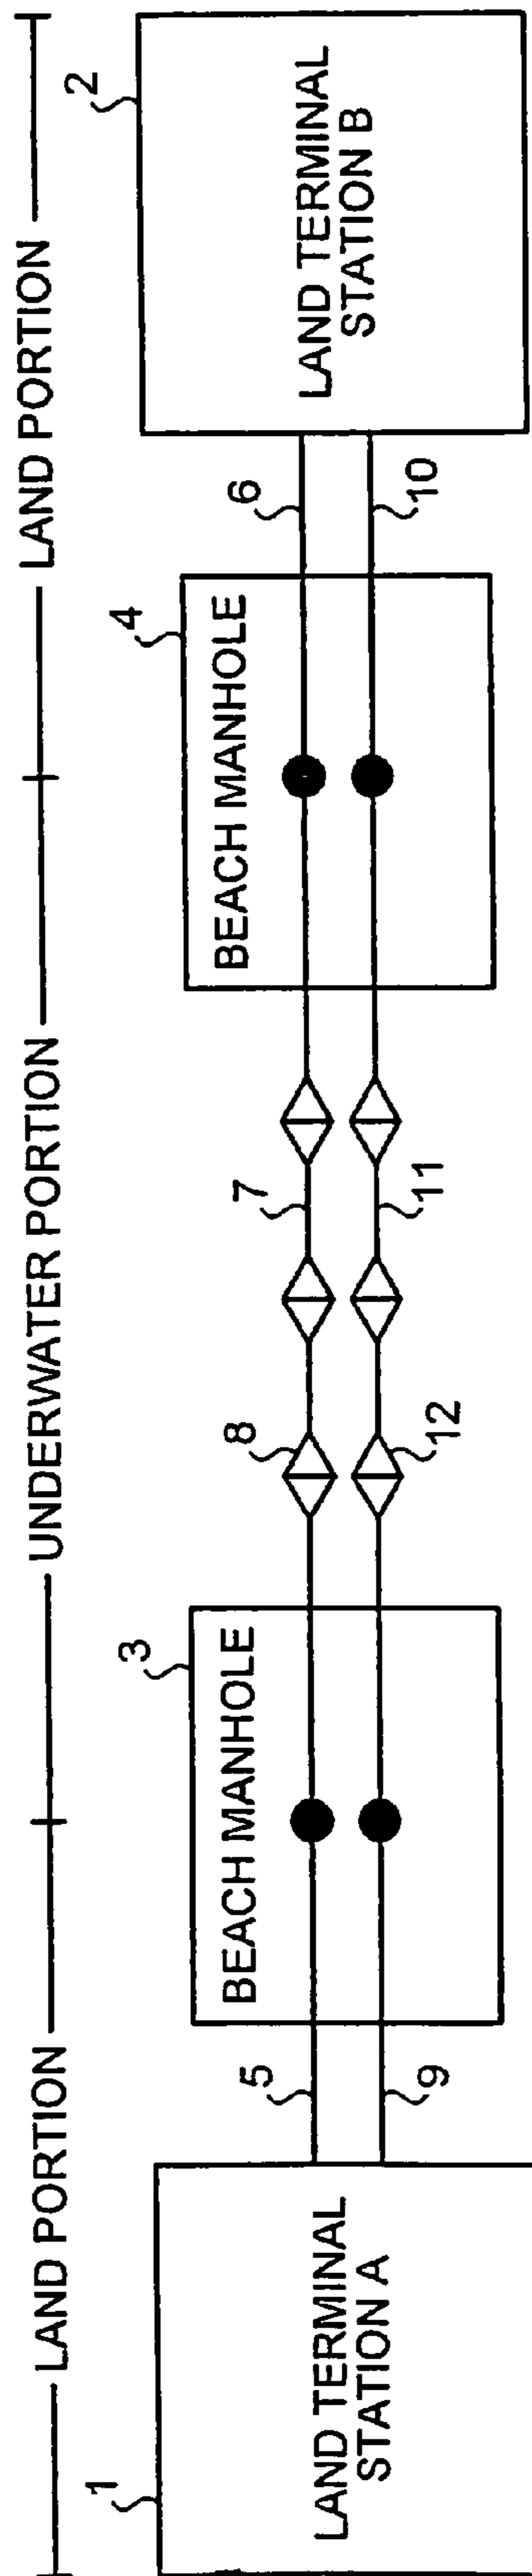 LAND PORTION
UNDERWATER PORTION
LAND PORTION
1
LAND TERMINAL
STATION A
5
9
3
BEACH MANHOLE
8
12
7
11
4
BEACH MANHOLE
6
10
2
LAND TERMINAL
STATION B